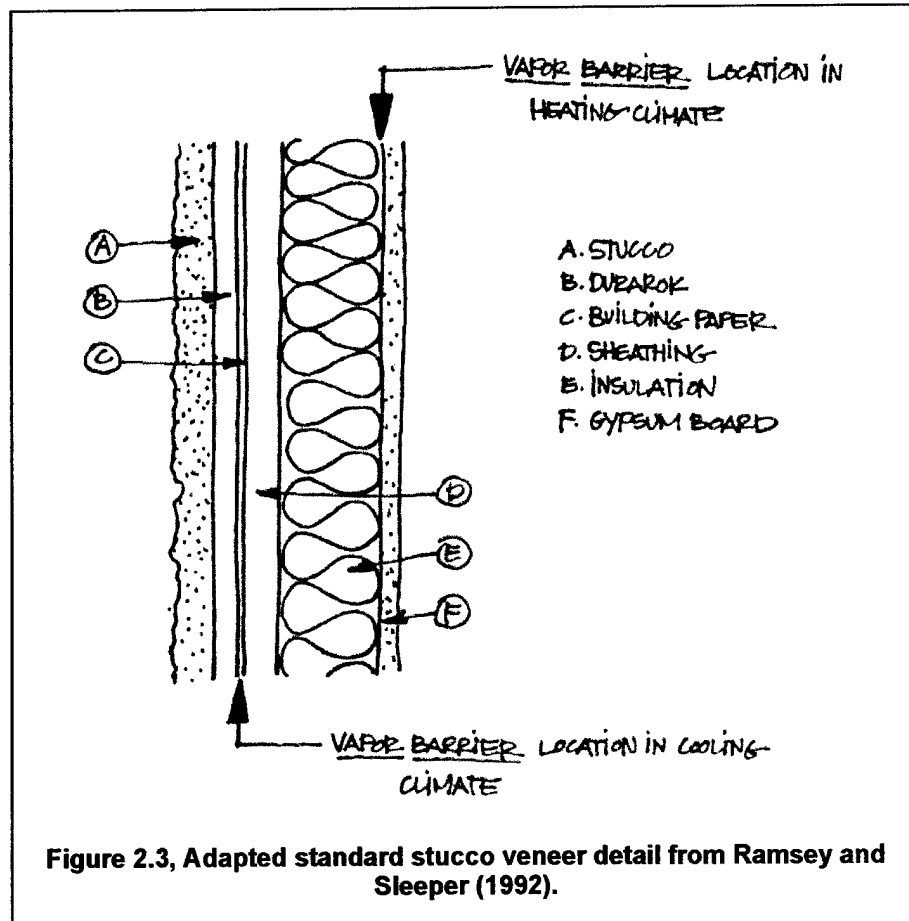 VAPOR BARRIER LOCATION IN
HEATING CLIMATE
A
B
C
A. STUCCO
B. DURAROK
C. BUILDING PAPER
D. SHEATHING
E. INSULATION
F. GYPSUM BOARD
D
E
F
VAPOR BARRIER LOCATION IN COOLING
CLIMATE
Figure 2.3, Adapted standard stucco veneer detail from Ramsey and
Sleeper (1992).